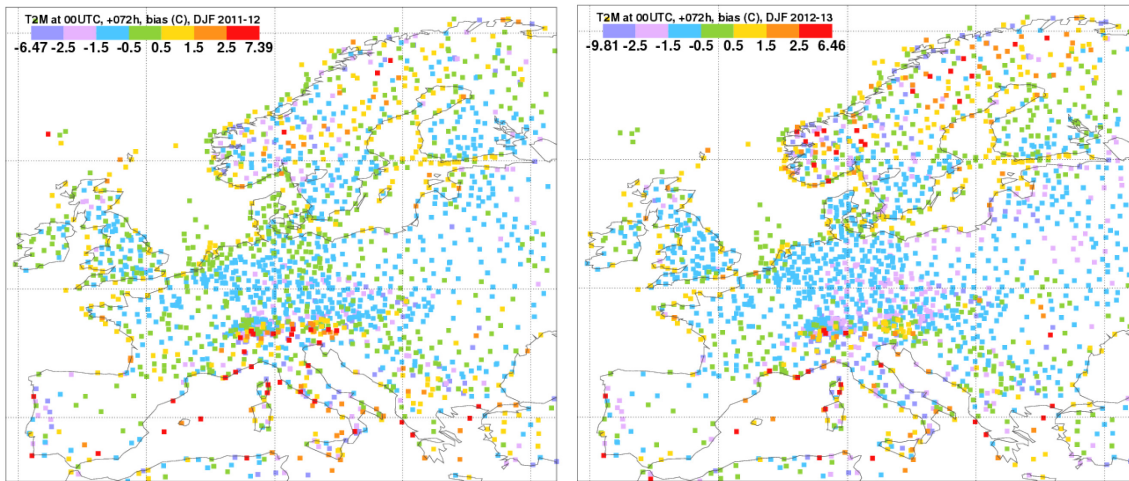 T2M at 00UTC, +072h, bias (C), DJF 2011-12
-6.47 -2.5 -1.5 -0.5 0.5 1.5 2.5 7.39
T2M at 00UTC, +072h, bias (C), DJF 2012-13
-9.81 -2.5 -1.5 -0.5 0.5 1.5 2.5 6.46